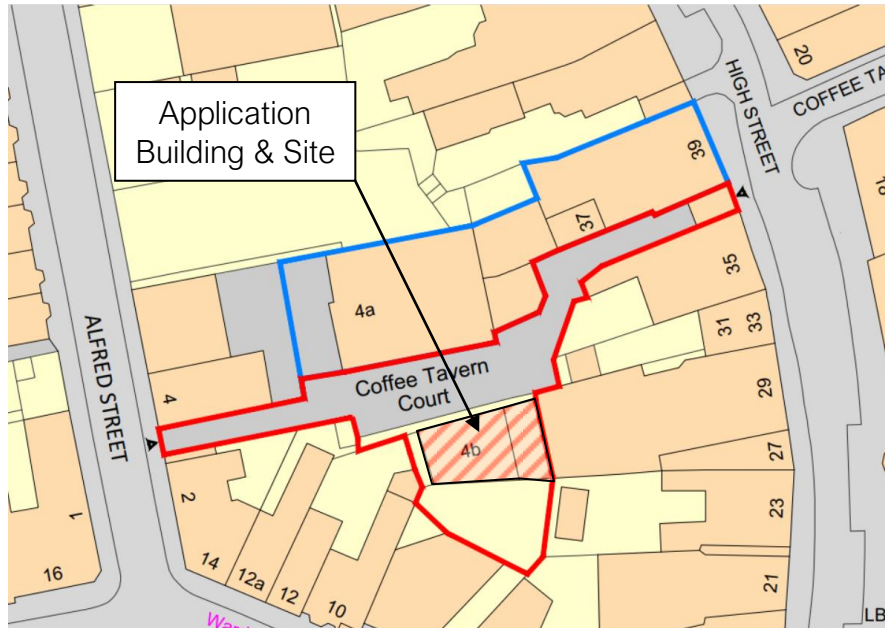 20
HIGH STREET
COFFEE TA
Application
Building & Site
39
37
35
4a
31
33
18
ALFRED STREET
Coffee Tavern
Court
4
29
4b
27
2
23
1
14
16
12a
12
10
21
LB